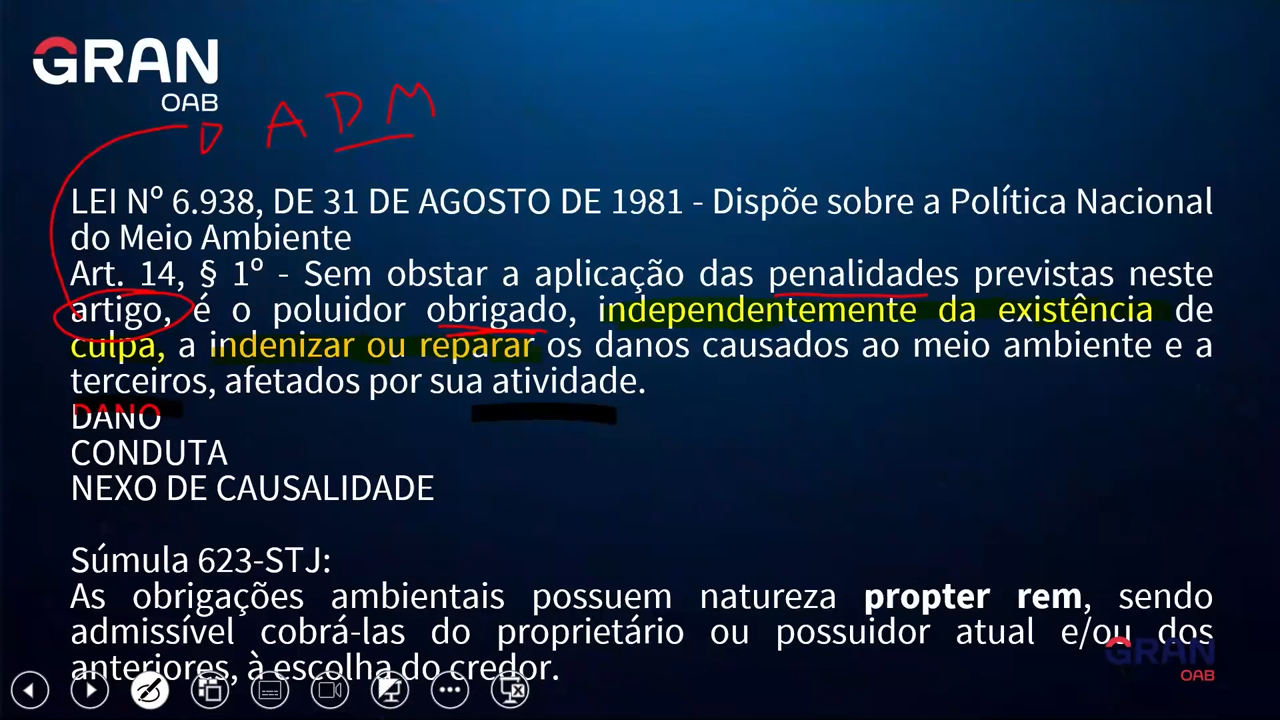 GRAN
OAB
ADM
LEI Nº 6.938, DE 31 DE AGOSTO DE 1981 - Dispõe sobre a Política Nacional
do Meio Ambiente
Art. 14, § 1º - Sem obstar a aplicação das penalidades previstas neste
artigo, é o poluidor obrigado, independentemente da existência de
culpa, a indenizar ou reparar os danos causados ao meio ambiente e a
terceiros, afetados por sua atividade.
DANO
CONDUTA
NEXO DE CAUSALIDADE
Súmula 623-STJ:
As obrigações ambientais possuem natureza propter rem, sendo
admissível cobrá-las do proprietário ou possuidor atual e/ou dos
anteriores, à escolha do credor.
GRAN
OAB